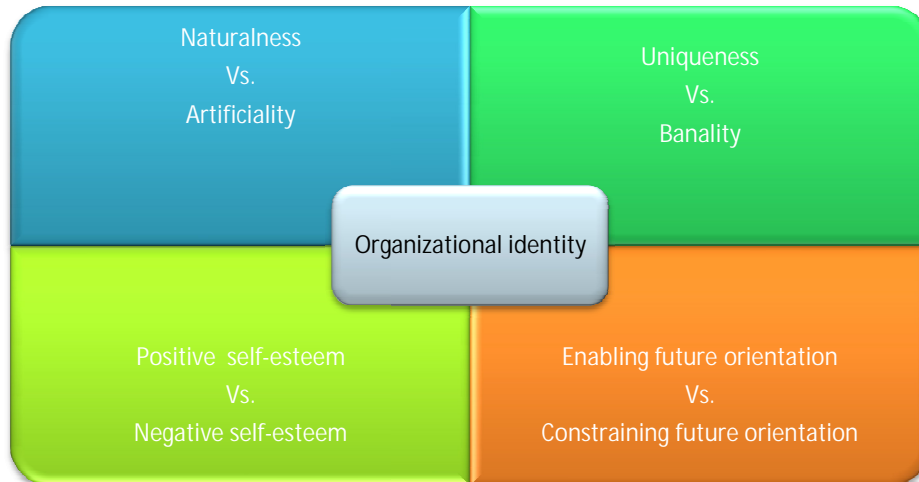 Naturalness
Vs.
Artificiality
Uniqueness
Vs.
Banality
Organizational identity
Positive self-esteem
Vs.
Negative self-esteem
Enabling future orientation
Vs.
Constraining future orientation